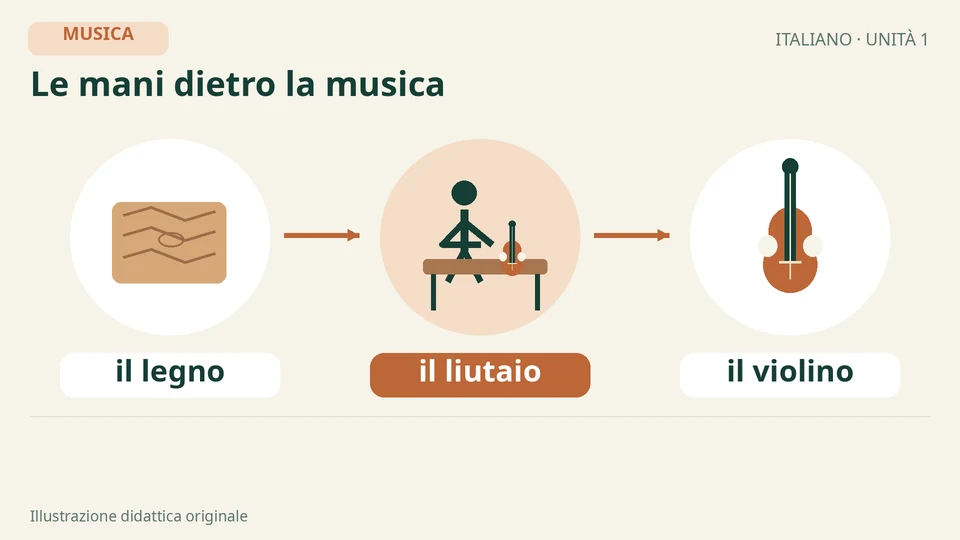 MUSICA
ITALIANO · UNITÀ 1
Le mani dietro la musica
il legno
il liutaio
il violino
Illustrazione didattica originale